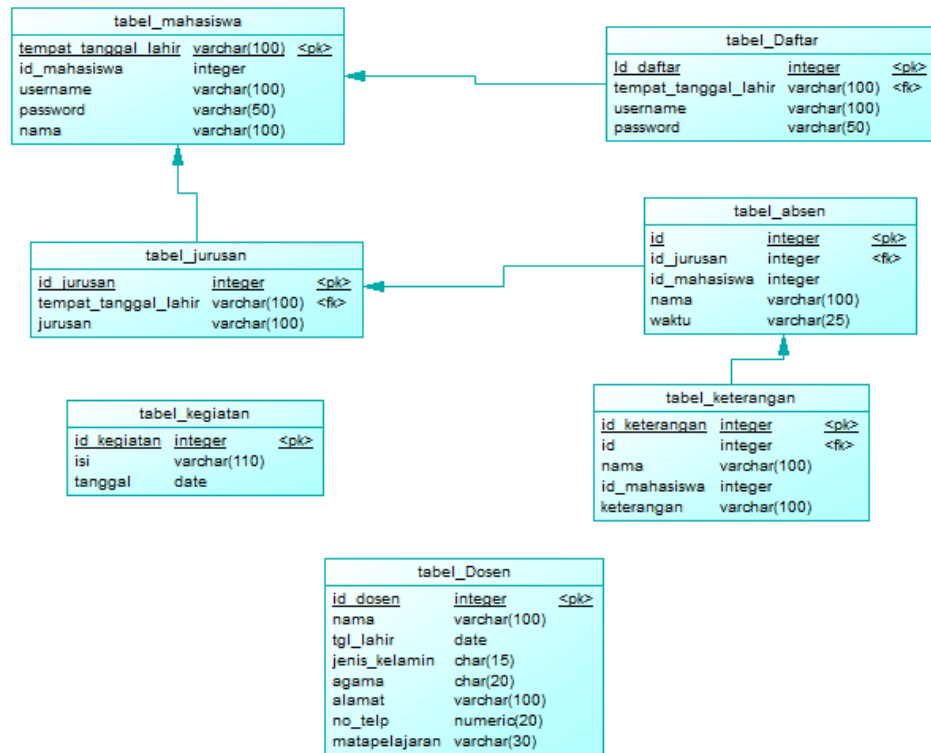 tabel_mahasiswa
tempat_tanggal_lahir varchar(100) <pk>
id_mahasiswa integer
username varchar(100)
password varchar(50)
nama varchar(100)
tabel_Daftar
Id_daftar integer <pk>
tempat_tanggal_lahir varchar(100) <fk>
username varchar(100)
password varchar(50)
tabel_jurusan
id_jurusan integer <pk>
tempat_tanggal_lahir varchar(100) <fk>
jurusan varchar(100)
tabel_absen
id integer <pk>
id_jurusan integer <fk>
id_mahasiswa integer
nama varchar(100)
waktu varchar(25)
tabel_kegiatan
id_kegiatan integer <pk>
isi varchar(110)
tanggal date
tabel_keterangan
id_keterangan integer <pk>
id integer <fk>
nama varchar(100)
id_mahasiswa integer
keterangan varchar(100)
tabel_Dosen
id_dosen integer <pk>
nama varchar(100)
tgl_lahir date
jenis_kelamin char(15)
agama char(20)
alamat varchar(100)
no_telp numeric(20)
matapelajaran varchar(30)